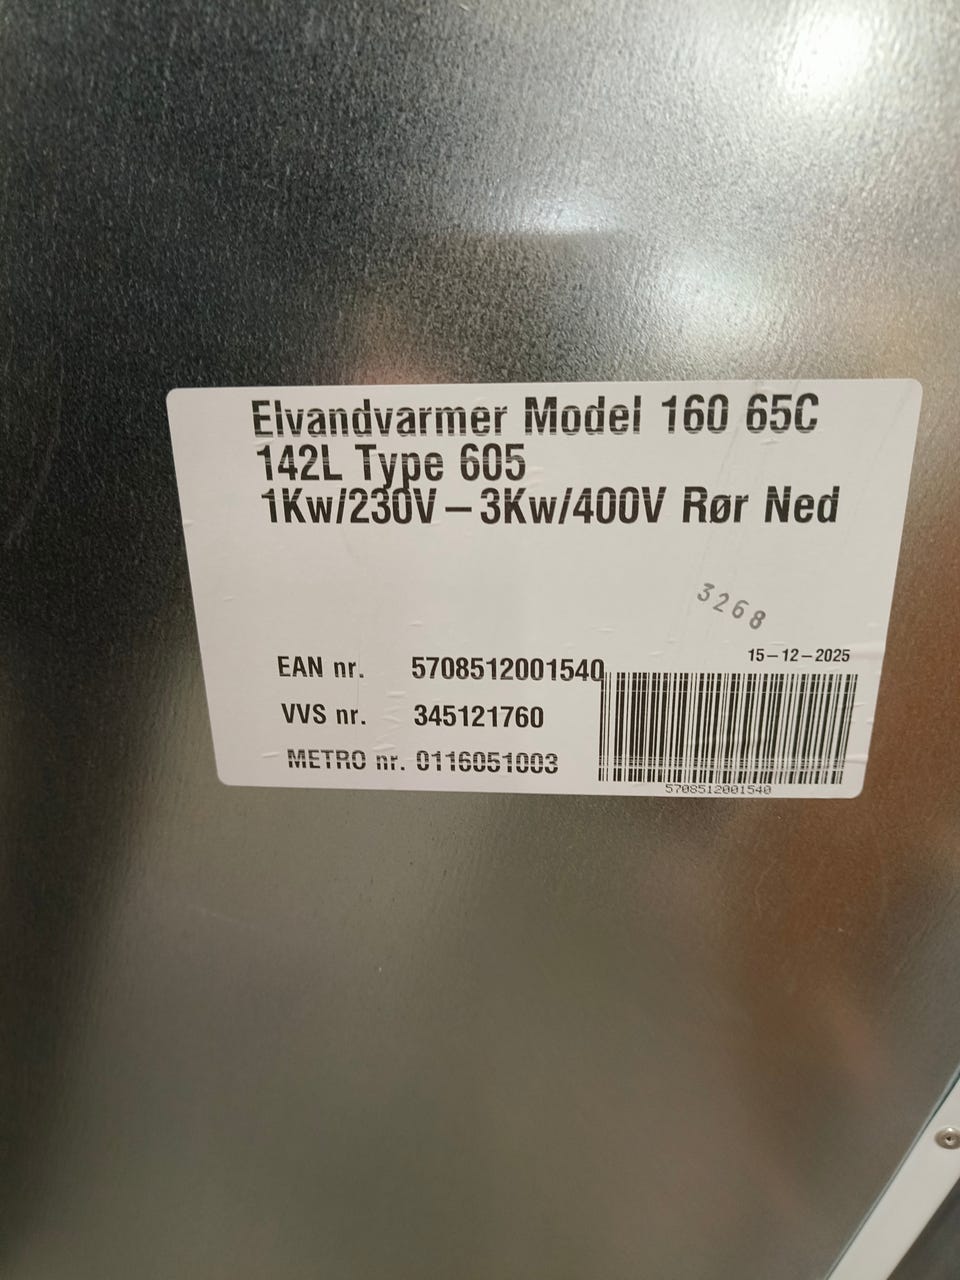 Elvandvarmer Model 160 65C
142L Type 605
1Kw/230V – 3Kw/400V Rør Ned
3268
15–12–2025
EAN nr. 5708512001540
VVS nr. 345121760
METRO nr. 0116051003
5708512001540